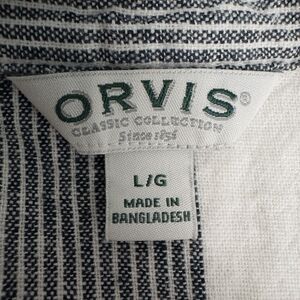 ORVIS®
CLASSIC COLLECTION
Since 1856
L/G
MADE IN
BANGLADESH